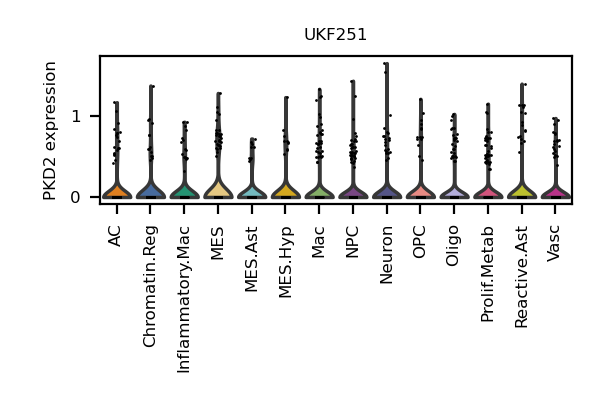 UKF251
PKD2 expression
1
0
AC
Chromatin.Reg
Inflammatory.Mac
MES
MES.Ast
MES.Hyp
Mac
NPC
Neuron
OPC
Oligo
Prolif.Metab
Reactive.Ast
Vasc